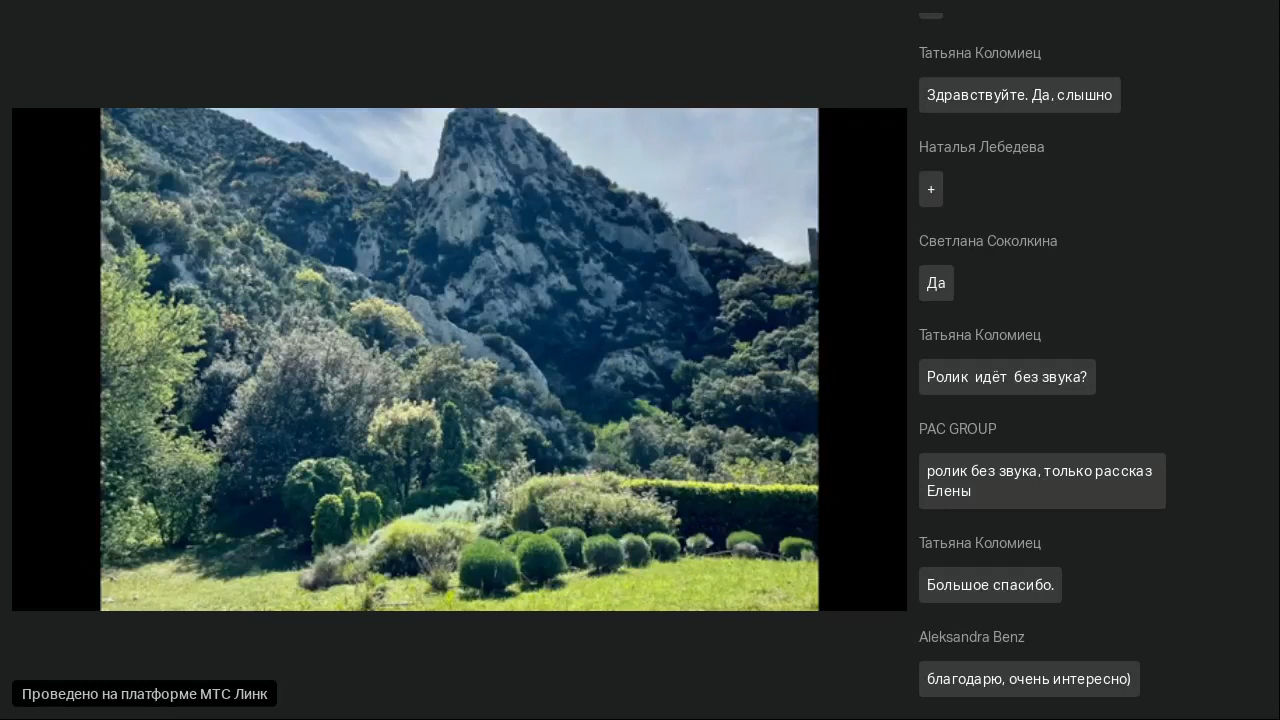 Татьяна Коломиец
Здравствуйте. Да, слышно
Наталья Лебедева
+
Светлана Соколкина
Да
Татьяна Коломиец
Ролик идёт без звука?
PAC GROUP
ролик без звука, только рассказ
Елены
Татьяна Коломиец
Большое спасибо.
Aleksandra Benz
благодарю, очень интересно)
Проведено на платформе МТС Линк